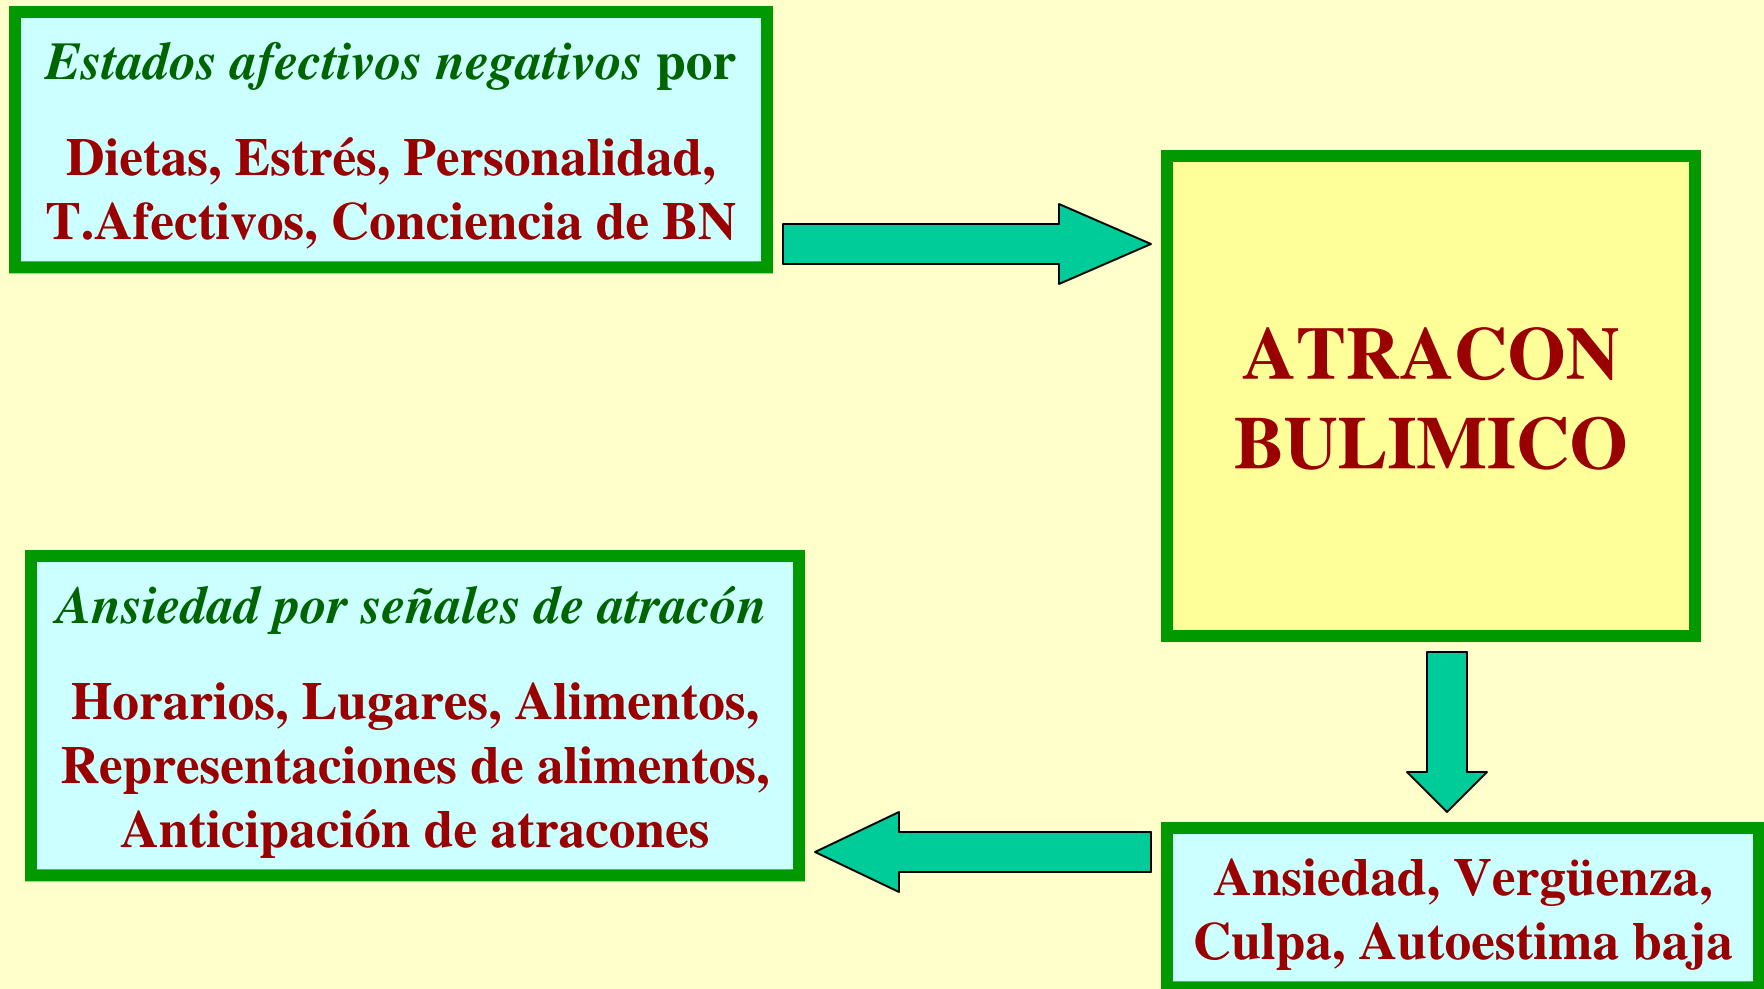 Estados afectivos negativos por
Dietas, Estrés, Personalidad,
T.Afectivos, Conciencia de BN
ATRACON
BULIMICO
Ansiedad por señales de atracón
Horarios, Lugares, Alimentos,
Representaciones de alimentos,
Anticipación de atracones
Ansiedad, Vergüenza,
Culpa, Autoestima baja